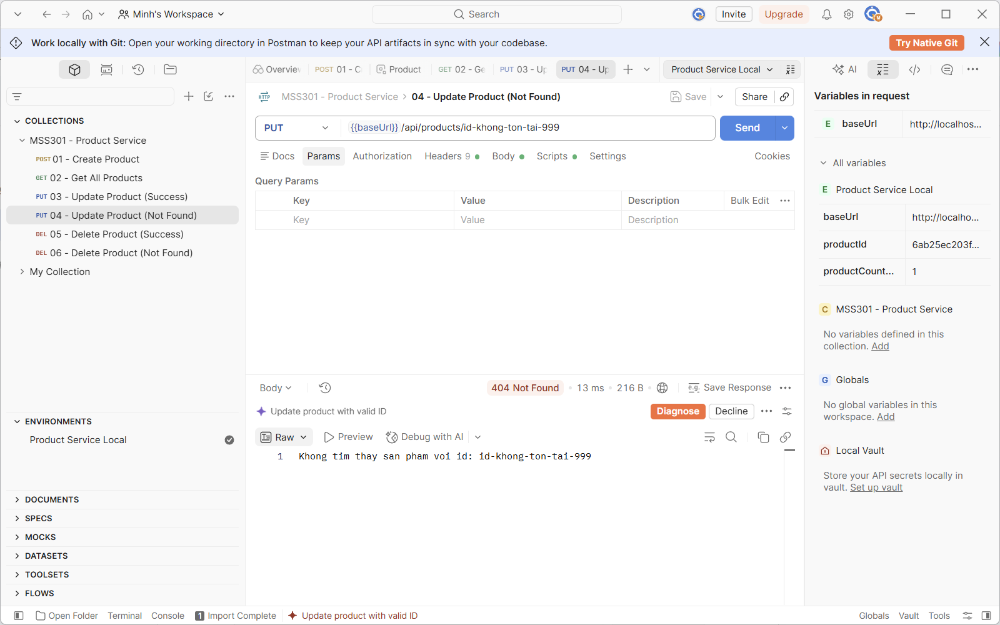 Minh's Workspace
Search
Invite
Upgrade
Work locally with Git: Open your working directory in Postman to keep your API artifacts in sync with your codebase.
Try Native Git
COLLECTIONS
MSS301 - Product Service
POST 01 - Create Product
GET 02 - Get All Products
PUT 03 - Update Product (Success)
PUT 04 - Update Product (Not Found)
DEL 05 - Delete Product (Success)
DEL 06 - Delete Product (Not Found)
My Collection
ENVIRONMENTS
Product Service Local
DOCUMENTS
SPECS
MOCKS
DATASETS
TOOLSETS
FLOWS
Overview
POST 01 - C
Product
GET 02 - Ge
PUT 03 - Up
PUT 04 - Up
Product Service Local
HTTP
MSS301 - Product Service > 04 - Update Product (Not Found)
Save
Share
PUT
{{baseUrl}} /api/products/id-khong-ton-tai-999
Send
Docs
Params
Authorization
Headers 9
Body
Scripts
Settings
Cookies
Query Params
Key
Value
Description
Bulk Edit
Key
Value
Description
Body
404 Not Found
13 ms
216 B
e.g. Save Response
Update product with valid ID
Diagnose
Decline
Raw
Preview
Debug with AI
1 Khong tim thay san pham voi id: id-khong-ton-tai-999
AI
Variables in request
E baseUrl http://localhos...
All variables
E Product Service Local
baseUrl http://localho...
productId 6ab25ec203f...
productCount... 1
C MSS301 - Product Service
No variables defined in this
collection. Add
G Globals
No global variables in this
workspace. Add
Local Vault
Store your API secrets locally in
vault. Set up vault
Open Folder
Terminal
Console
1 Import Complete
Update product with valid ID
Globals
Vault
Tools